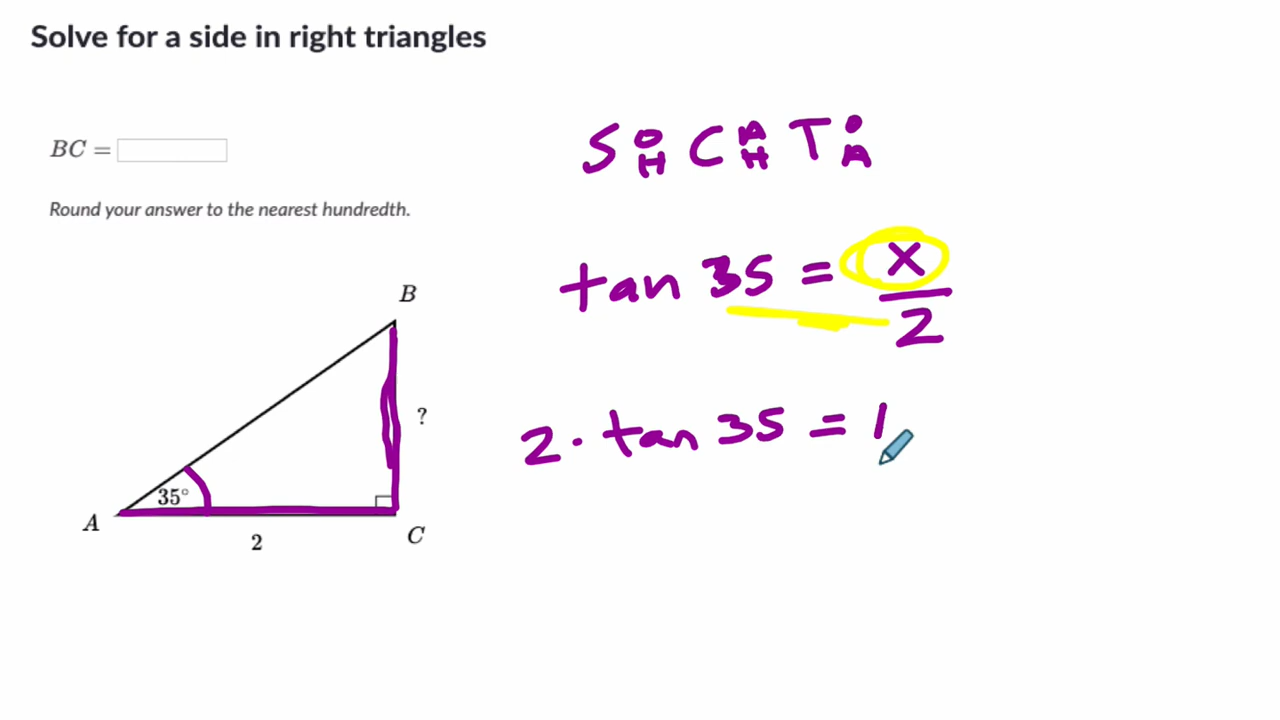 Solve for a side in right triangles
BC =
Round your answer to the nearest hundredth.
S O/H C A/H T O/A
tan 35 = x/2
2 · tan 35 = 1
B
?
35°
A
2
C